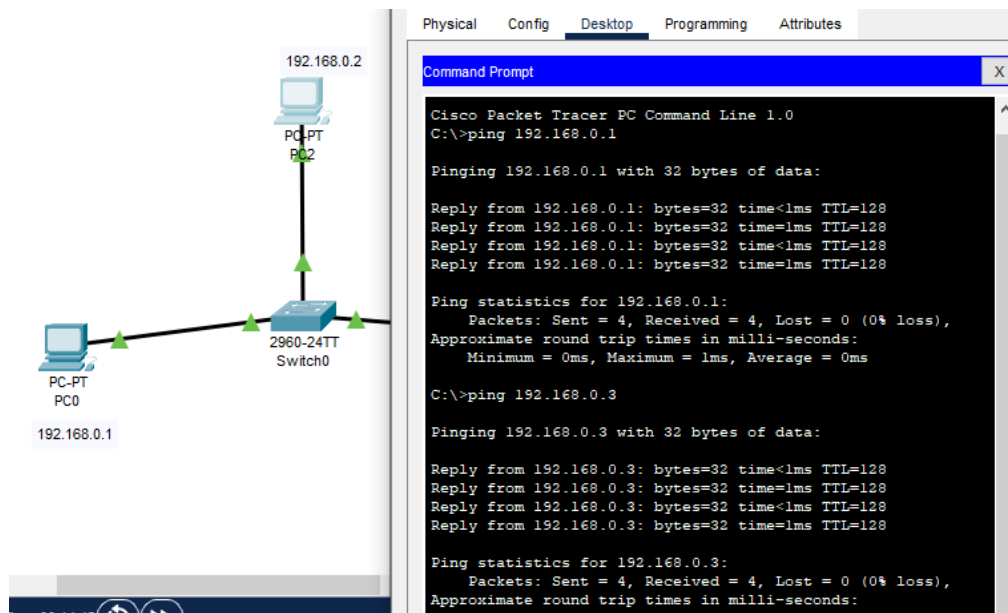 192.168.0.2
PC-PT
PC2
2960-24TT
Switch0
PC-PT
PC0
192.168.0.1
Physical Config Desktop Programming Attributes
Command Prompt
X
Cisco Packet Tracer PC Command Line 1.0
C:\>ping 192.168.0.1
Pinging 192.168.0.1 with 32 bytes of data:
Reply from 192.168.0.1: bytes=32 time<1ms TTL=128
Reply from 192.168.0.1: bytes=32 time=1ms TTL=128
Reply from 192.168.0.1: bytes=32 time<1ms TTL=128
Reply from 192.168.0.1: bytes=32 time=1ms TTL=128
Ping statistics for 192.168.0.1:
Packets: Sent = 4, Received = 4, Lost = 0 (0% loss),
Approximate round trip times in milli-seconds:
Minimum = 0ms, Maximum = 1ms, Average = 0ms
C:\>ping 192.168.0.3
Pinging 192.168.0.3 with 32 bytes of data:
Reply from 192.168.0.3: bytes=32 time<1ms TTL=128
Reply from 192.168.0.3: bytes=32 time=1ms TTL=128
Reply from 192.168.0.3: bytes=32 time<1ms TTL=128
Reply from 192.168.0.3: bytes=32 time=1ms TTL=128
Ping statistics for 192.168.0.3:
Packets: Sent = 4, Received = 4, Lost = 0 (0% loss),
Approximate round trip times in milli-seconds: